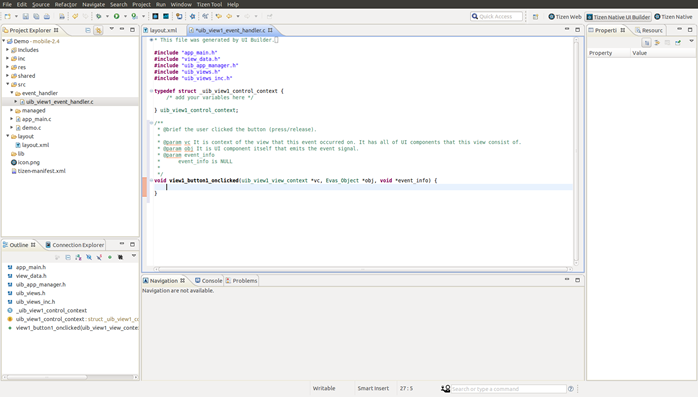 File Edit Source Refactor Navigate Search Project Run Window Tizen Tool Help
Quick Access
Tizen Web
Tizen Native UI Builder
Tizen Native
Project Explorer
Demo - mobile-2.4
includes
inc
res
shared
src
event_handler
uib_view1_event_handler.c
managed
app_main.c
demo.c
layout
layout.xml
lib
icon.png
tizen-manifest.xml
Outline
Connection Explorer
app_main.h
view_data.h
uib_app_manager.h
uib_views.h
uib_views_inc.h
_uib_view1_control_context
uib_view1_control_context : struct _uib_view1_co
view1_button1_onclicked(uib_view1_view_conte
layout.xml
*uib_view1_event_handler.c
* This file was generated by UI Builder.
#include "app_main.h"
#include "view_data.h"
#include "uib_app_manager.h"
#include "uib_views.h"
#include "uib_views_inc.h"
typedef struct _uib_view1_control_context {
/* add your variables here */
} uib_view1_control_context;
/**
* @brief the user clicked the button (press/release).
*
* @param vc It is context of the view that this event occurred on. It has all of UI components that this view consist of.
* @param obj It is UI component itself that emits the event signal.
* @param event_info
* event_info is NULL
*
*/
void view1_button1_onclicked(uib_view1_view_context *vc, Evas_Object *obj, void *event_info) {
}
Navigation
Console
Problems
Navigation are not available.
Properti
Resourc
Property Value
Writable
Smart Insert
27 : 5
Search or type a command